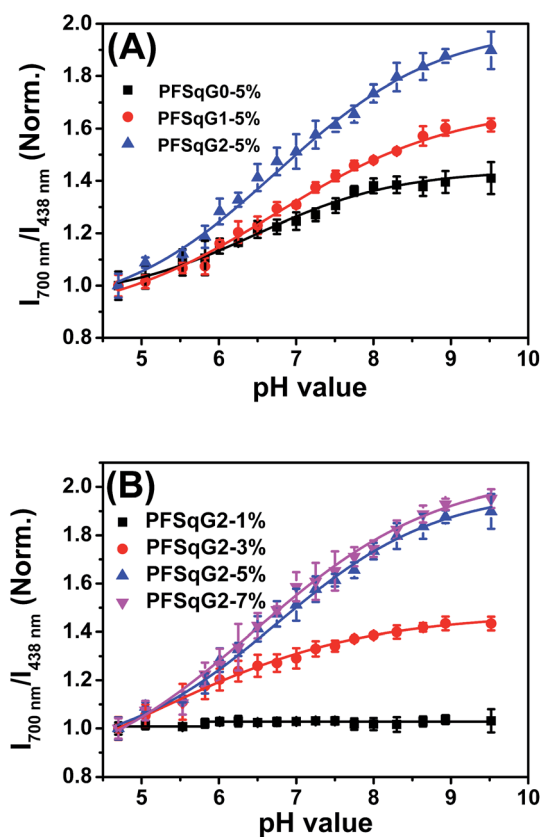 (A)
PFSqG0-5%
PFSqG1-5%
PFSqG2-5%
I700 nm/I438 nm (Norm.)
2.0
1.8
1.6
1.4
1.2
1.0
0.8
5 6 7 8 9 10
pH value
(B)
PFSqG2-1%
PFSqG2-3%
PFSqG2-5%
PFSqG2-7%
I700 nm/I438 nm (Norm.)
2.0
1.8
1.6
1.4
1.2
1.0
0.8
5 6 7 8 9 10
pH value